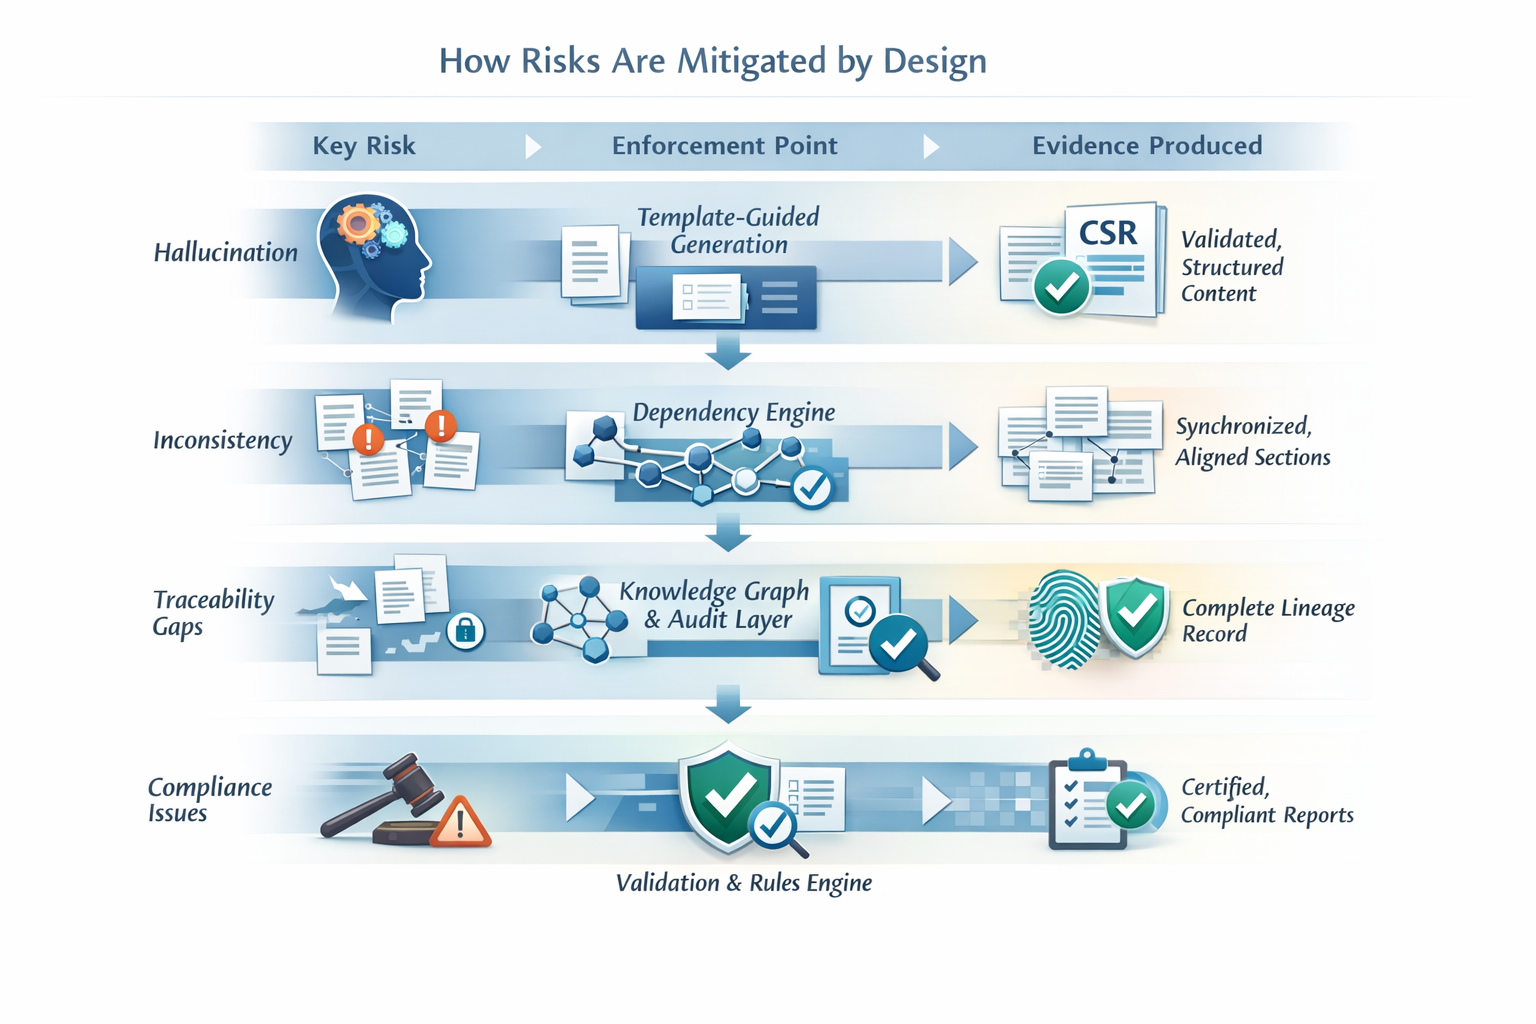 How Risks Are Mitigated by Design
Key Risk
Enforcement Point
Evidence Produced
Hallucination
Template-Guided
Generation
CSR
Validated,
Structured
Content
Inconsistency
Dependency Engine
Synchronized,
Aligned Sections
Traceability
Gaps
Knowledge Graph
& Audit Layer
Complete Lineage
Record
Compliance
Issues
Validation & Rules Engine
Certified,
Compliant Reports